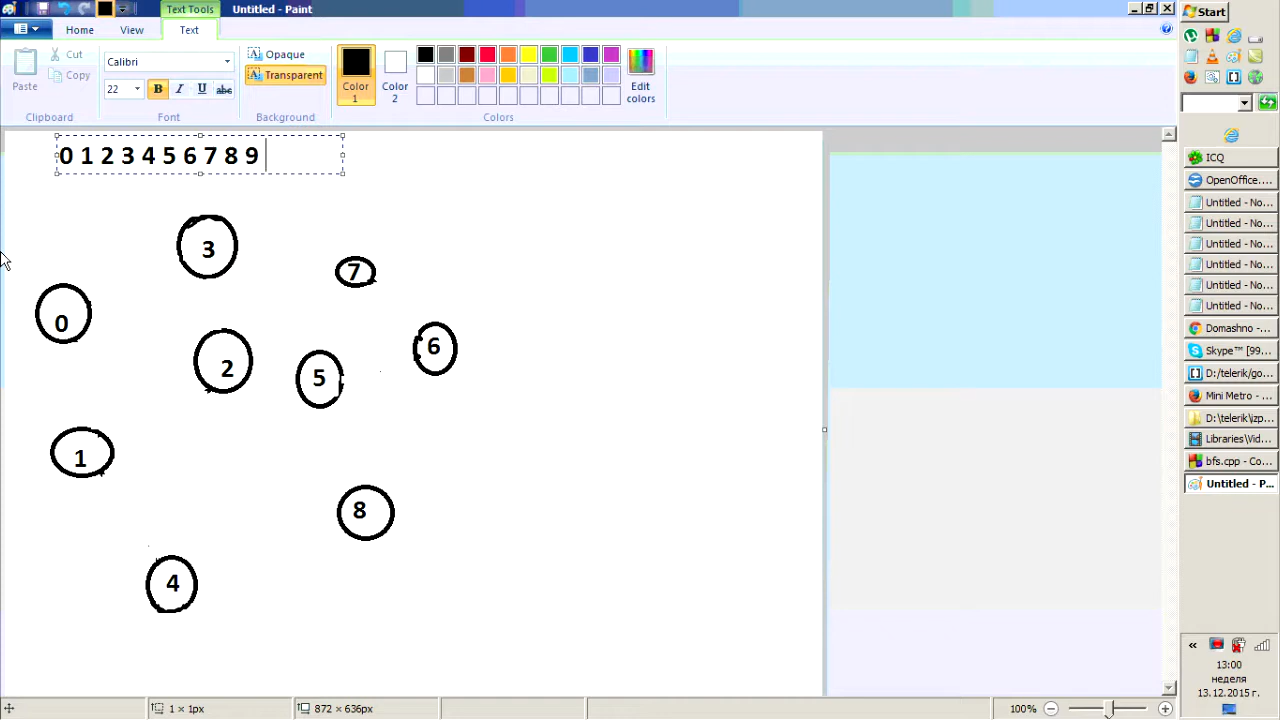 Text Tools
Untitled - Paint
Start
Home
View
Text
Cut
Copy
Paste
Clipboard
Calibri
22
B I U abc
Font
Opaque
Transparent
Background
Color 1
Color 2
Edit colors
Colors
0 1 2 3 4 5 6 7 8 9
3
7
0
6
2
5
1
8
4
ICQ
OpenOffice....
Untitled - No...
Untitled - No...
Untitled - No...
Untitled - No...
Untitled - No...
Untitled - No...
Domashno -...
Skype™ [99...
D:/telerik/go...
Mini Metro -...
D:\telerik\izp...
Libraries\Vid...
bfs.cpp - Co...
Untitled - P...
13:00
неделя
13.12.2015 г.
1 × 1px
872 × 636px
100%